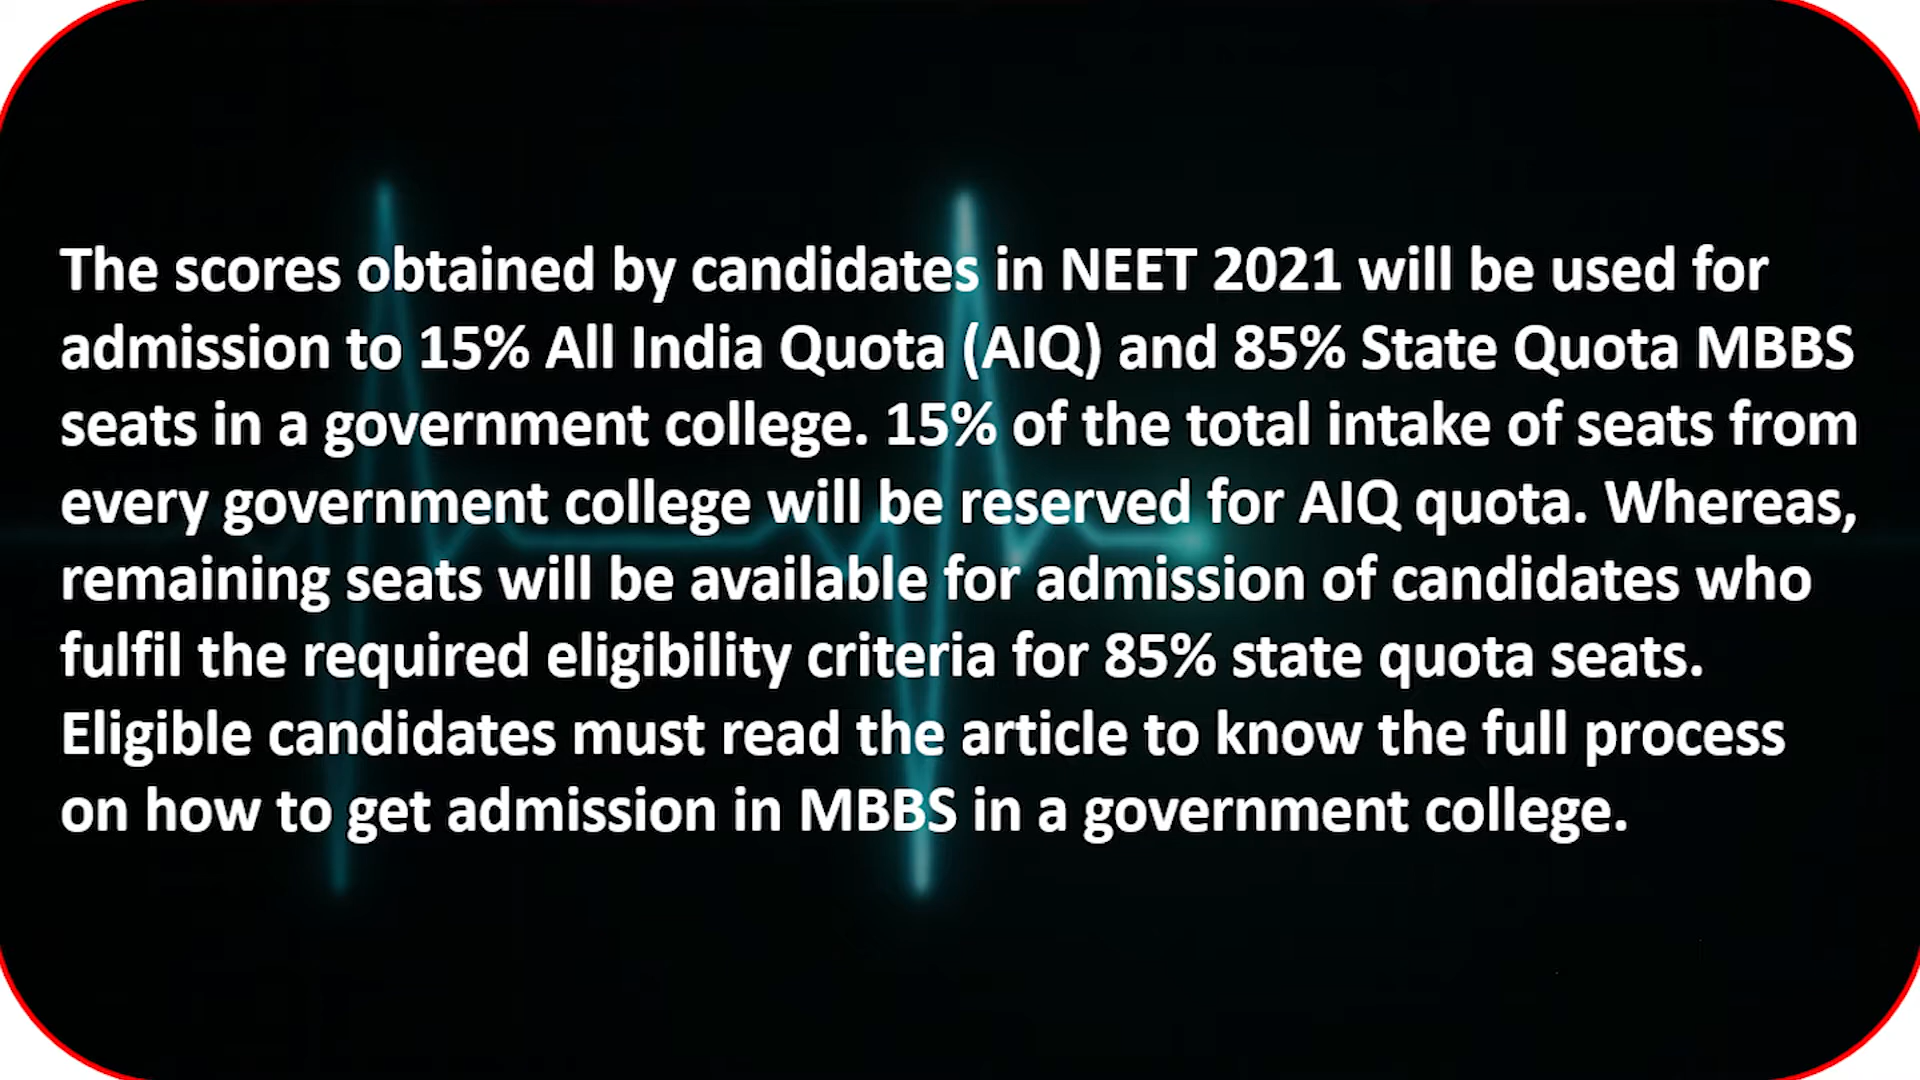 The scores obtained by candidates in NEET 2021 will be used for
admission to 15% All India Quota (AIQ) and 85% State Quota MBBS
seats in a government college. 15% of the total intake of seats from
every government college will be reserved for AIQ quota. Whereas,
remaining seats will be available for admission of candidates who
fulfil the required eligibility criteria for 85% state quota seats.
Eligible candidates must read the article to know the full process
on how to get admission in MBBS in a government college.